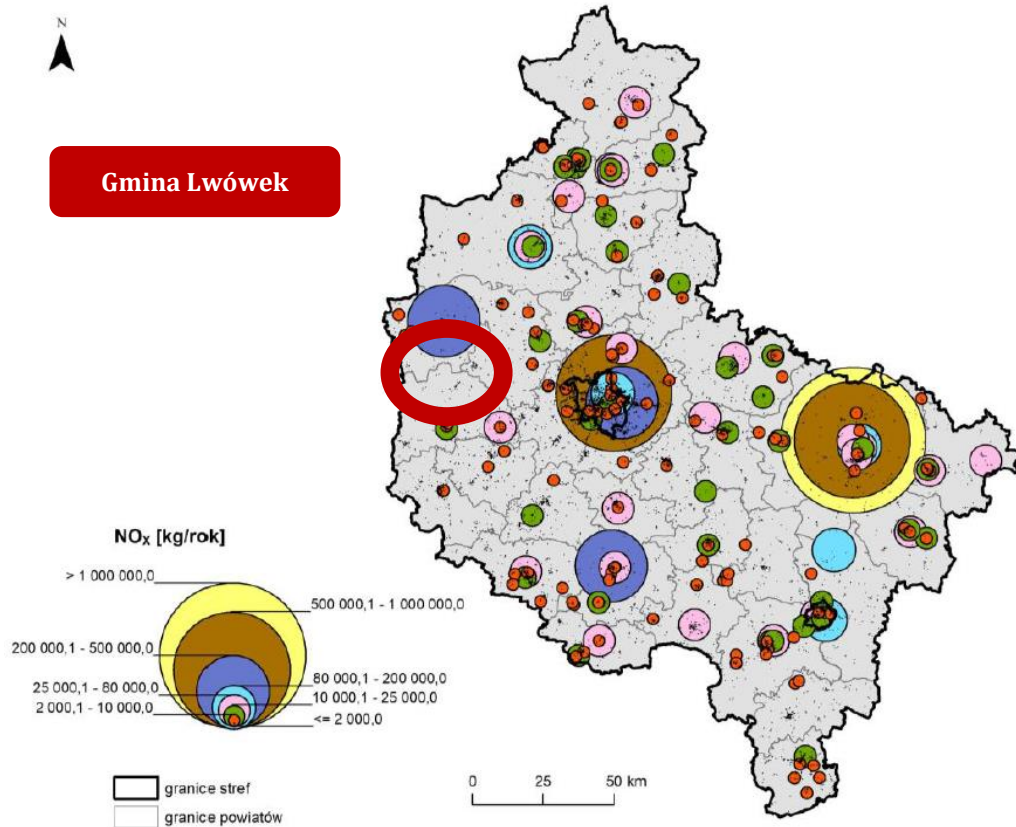 N
Gmina Lwówek
NOX [kg/rok]
> 1 000 000,0
500 000,1 - 1 000 000,0
200 000,1 - 500 000,0
80 000,1 - 200 000,0
25 000,1 - 80 000,0
10 000,1 - 25 000,0
2 000,1 - 10 000,0
<= 2 000,0
granice stref
granice powiatów
0 25 50 km